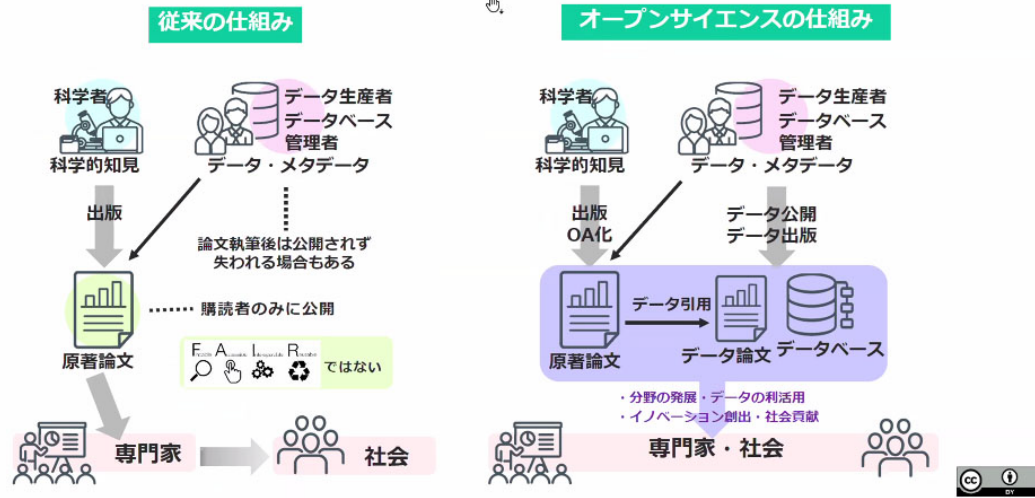 従来の仕組み
科学者
科学的知見
データ生産者
データベース
管理者
データ・メタデータ
出版
論文執筆後は公開されず
失われる場合もある
購読者のみに公開
原著論文
F A I R
ではない
専門家
社会
オープンサイエンスの仕組み
科学者
科学的知見
データ生産者
データベース
管理者
データ・メタデータ
出版
OA化
データ公開
データ出版
データ引用
原著論文
データ論文
データベース
・分野の発展・データの利活用
・イノベーション創出・社会貢献
専門家・社会
cc
BY